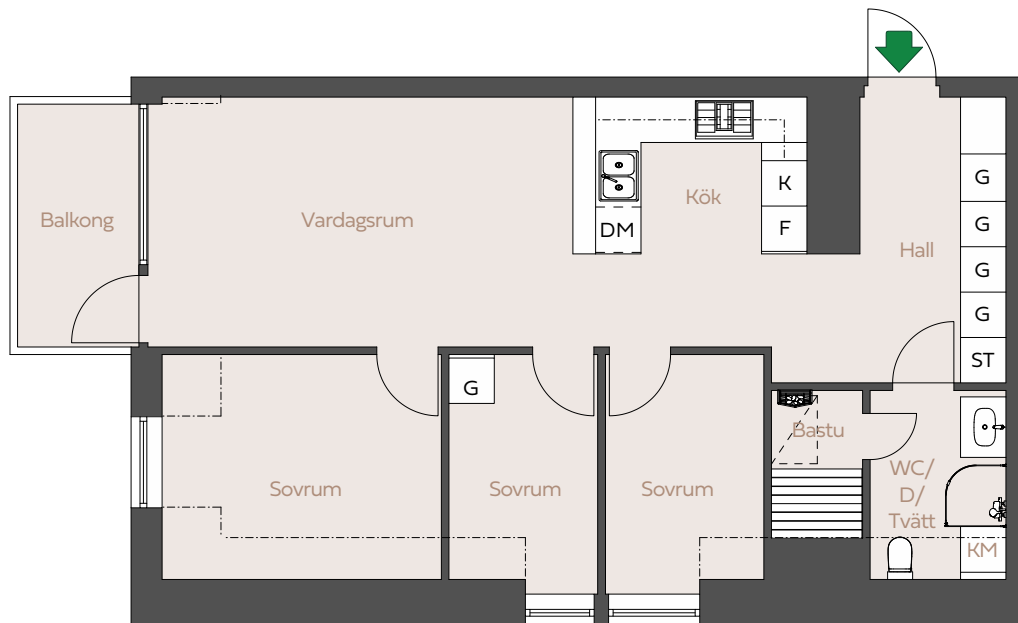 Balkong
Vardagsrum
Kök
K
F
DM
Hall
G
G
G
G
ST
G
Sovrum
Sovrum
Sovrum
Bastu
WC/
D/
Tvätt
KM